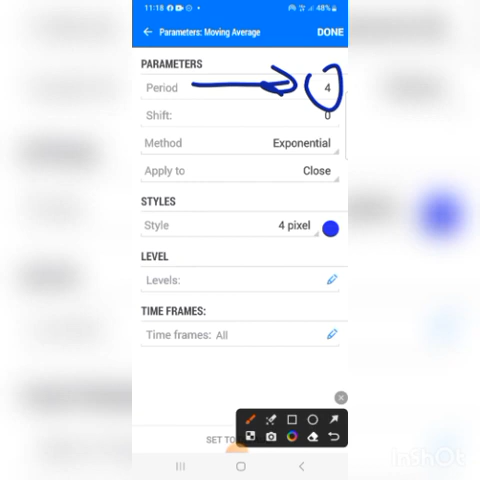 11:18 48%
Parameters: Moving Average DONE
PARAMETERS
Period 4
Shift: 0
Method Exponential
Apply to Close
STYLES
Style 4 pixel
LEVEL
Levels:
TIME FRAMES:
Time frames: All
SET TO
InShOt